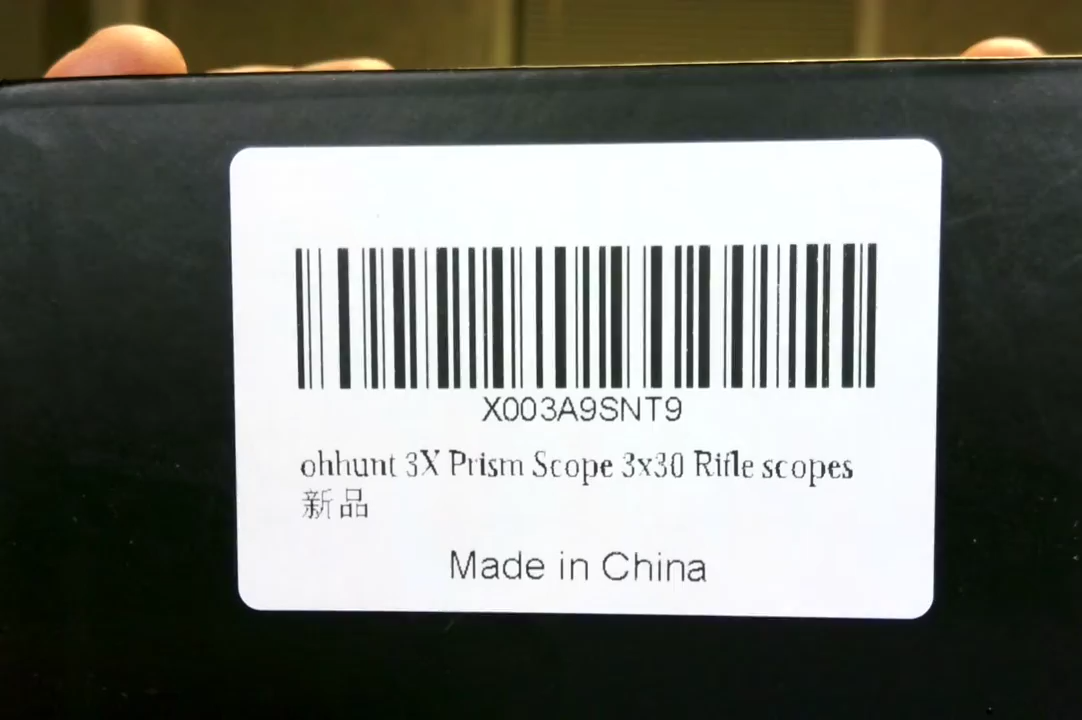 X003A9SNT9
ohhunt 3X Prism Scope 3x30 Rifle scopes
新品
Made in China